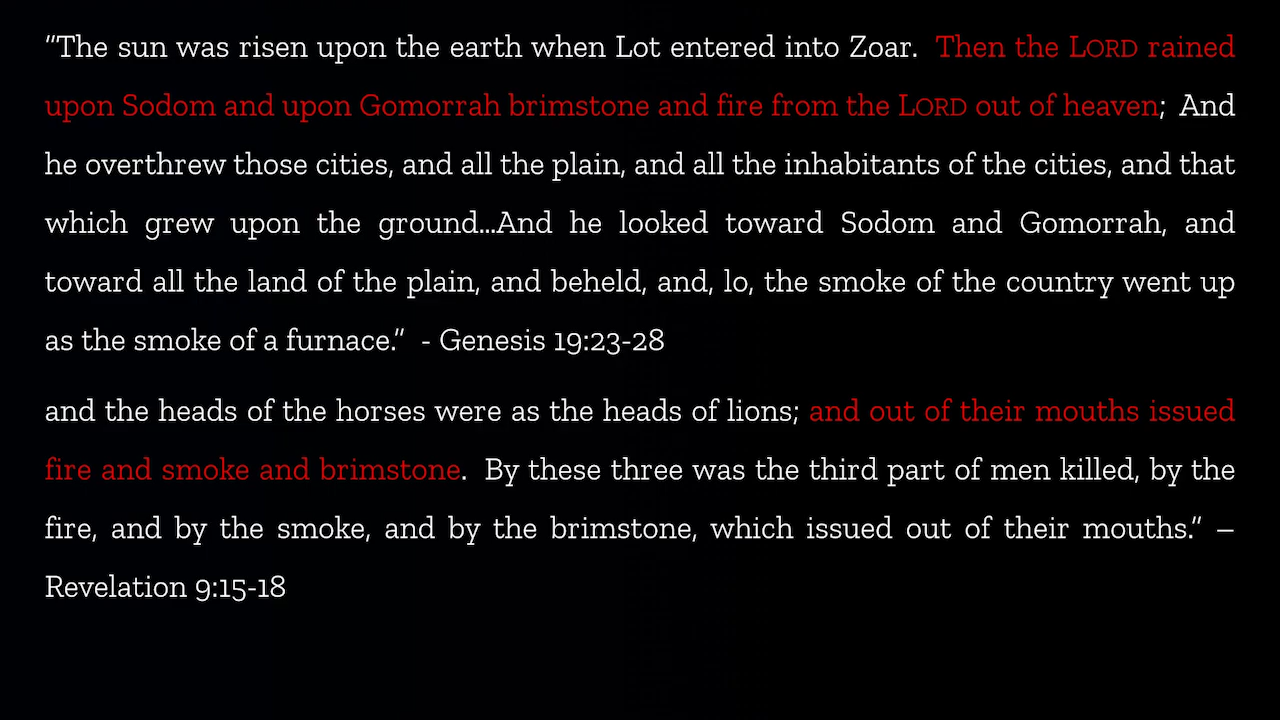 "The sun was risen upon the earth when Lot entered into Zoar.  Then the LORD rained
upon Sodom and upon Gomorrah brimstone and fire from the LORD out of heaven;  And
he overthrew those cities, and all the plain, and all the inhabitants of the cities, and that
which grew upon the ground...And he looked toward Sodom and Gomorrah, and
toward all the land of the plain, and beheld, and, lo, the smoke of the country went up
as the smoke of a furnace."  - Genesis 19:23-28
and the heads of the horses were as the heads of lions; and out of their mouths issued
fire and smoke and brimstone.  By these three was the third part of men killed, by the
fire, and by the smoke, and by the brimstone, which issued out of their mouths." –
Revelation 9:15-18